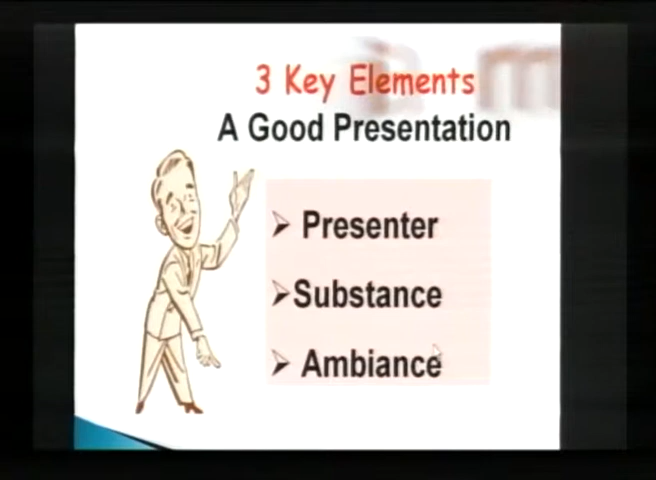 3 Key Elements
A Good Presentation
➢ Presenter
➢Substance
➢ Ambiance